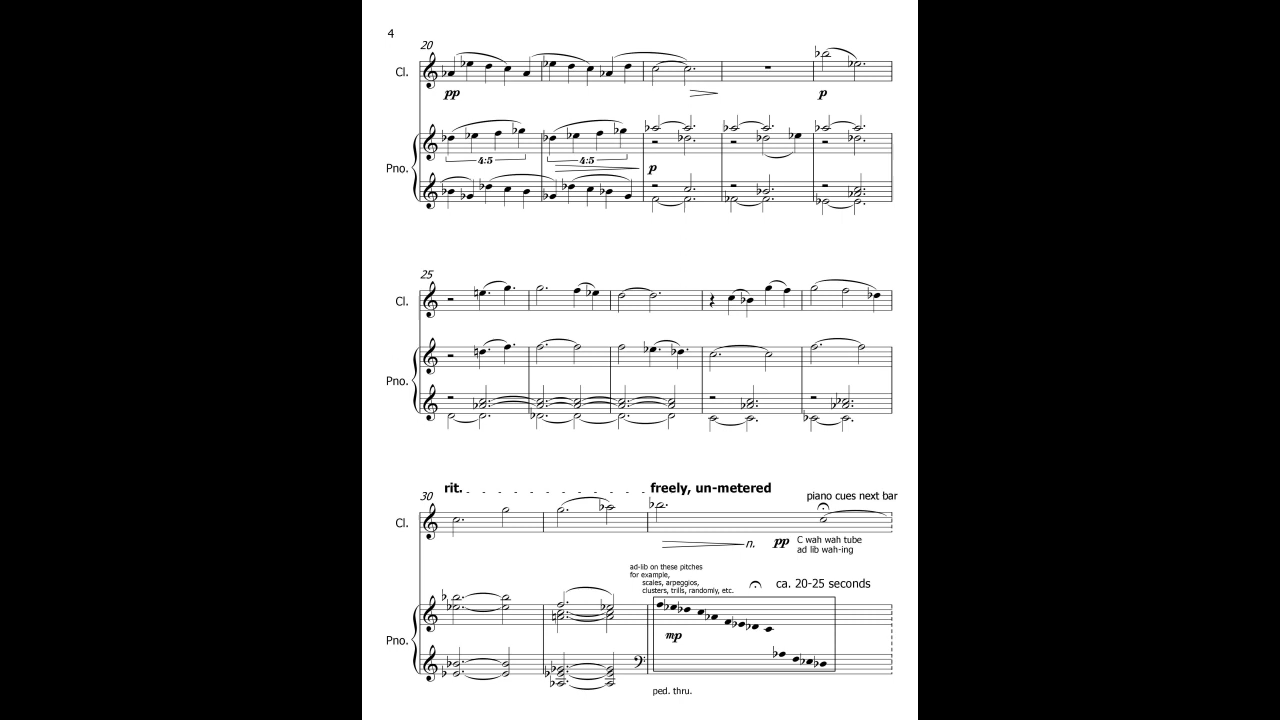 4
20
Cl.
pp
p
4:5
4:5
p
Pno.
25
Cl.
Pno.
rit.
freely, un-metered
30
piano cues next bar
Cl.
n.
pp
C wah wah tube
ad lib wah-ing
ad-lib on these pitches
for example,
scales, arpeggios,
clusters, trills, randomly, etc.
ca. 20-25 seconds
mp
Pno.
ped. thru.